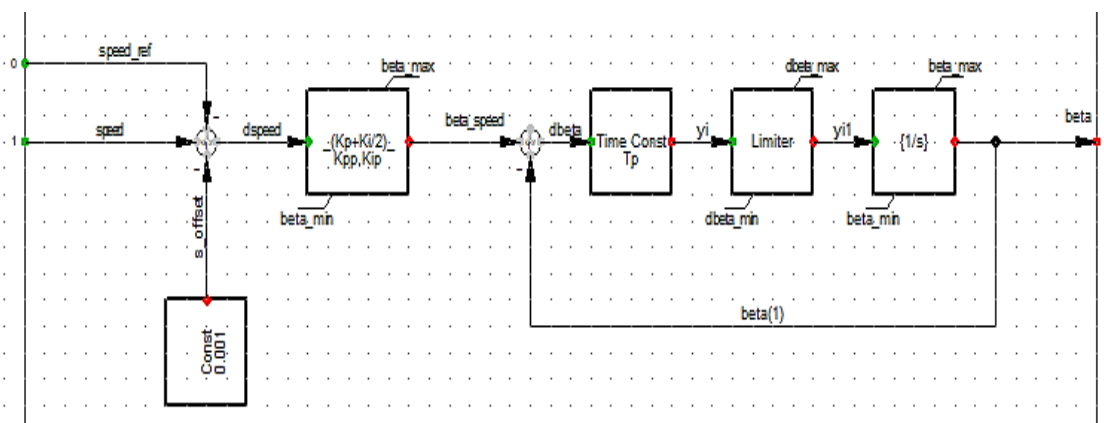 speed_ref
0
speed
1
dspeed
s_offset
Const
0.001
beta_max
_(Kp+Ki/2)_
Kpp,Kip
beta_min
beta_speed
dbeta
Time Const
Tp
yi
dbeta_max
Limiter
dbeta_min
yi1
beta_max
{1/s}
beta_min
beta
beta(1)